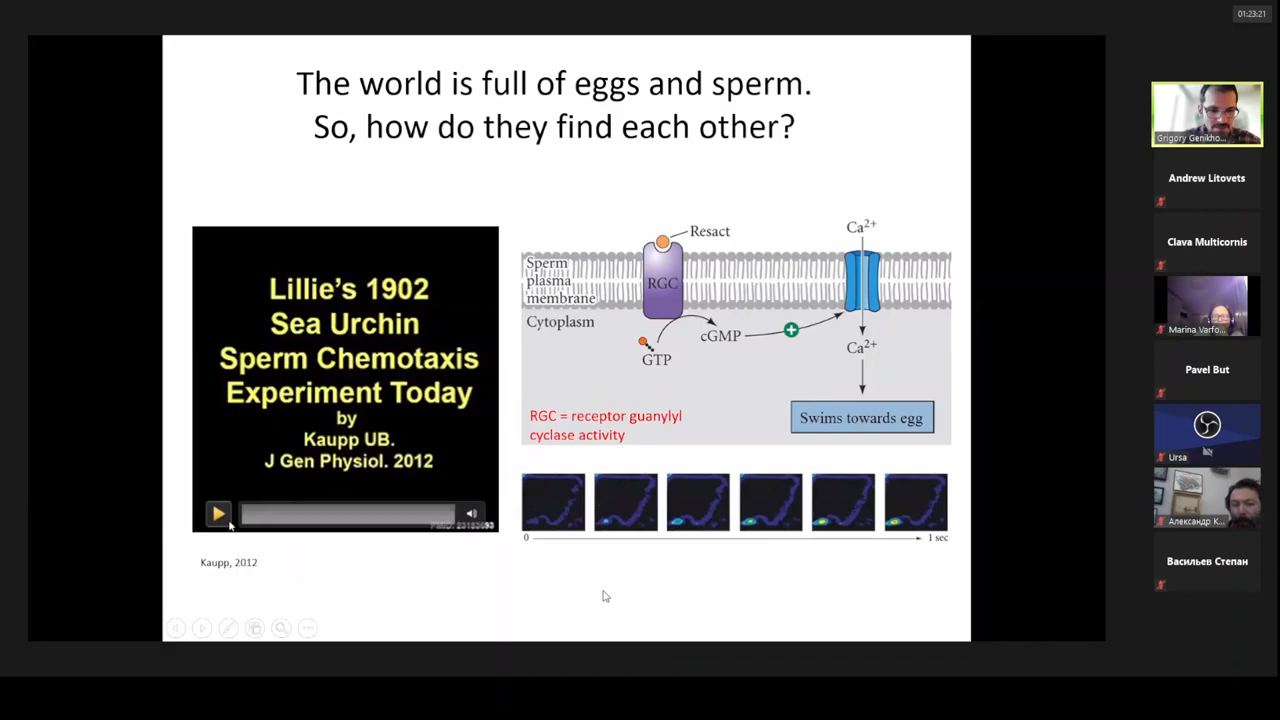 01:23:21
The world is full of eggs and sperm.
So, how do they find each other?
Lillie's 1902
Sea Urchin
Sperm Chemotaxis
Experiment Today
by
Kaupp UB.
J Gen Physiol. 2012
Kaupp, 2012
Resact
Ca2+
Sperm
plasma
membrane
RGC
Cytoplasm
cGMP
+
GTP
Ca2+
RGC = receptor guanylyl
cyclase activity
Swims towards egg
0
1 sec
Grigory Genikho...
Andrew Litovets
Clava Multicornis
Marina Varfo...
Pavel But
Ursa
Александр К...
Васильев Степан